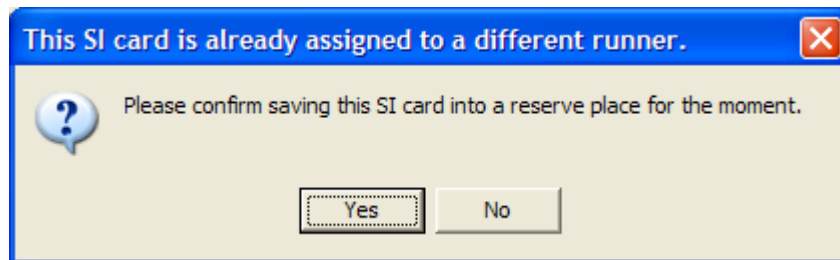 This SI card is already assigned to a different runner.
Please confirm saving this SI card into a reserve place for the moment.
Yes No